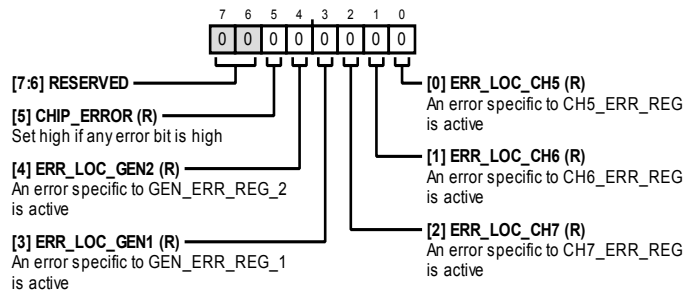 7 6 5 4 3 2 1 0
0 0 0 0 0 0 0 0
[7:6] RESERVED
[5] CHIP_ERROR (R)
Set high if any error bit is high
[4] ERR_LOC_GEN2 (R)
An error specific to GEN_ERR_REG_2
is active
[3] ERR_LOC_GEN1 (R)
An error specific to GEN_ERR_REG_1
is active
[0] ERR_LOC_CH5 (R)
An error specific to CH5_ERR_REG
is active
[1] ERR_LOC_CH6 (R)
An error specific to CH6_ERR_REG
is active
[2] ERR_LOC_CH7 (R)
An error specific to CH7_ERR_REG
is active